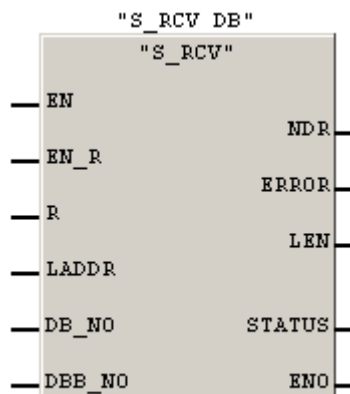 "S_RCV DB"
"S_RCV"
EN
NDR
EN_R
ERROR
R
LEN
LADDR
DB_NO
STATUS
DBB_NO
ENO